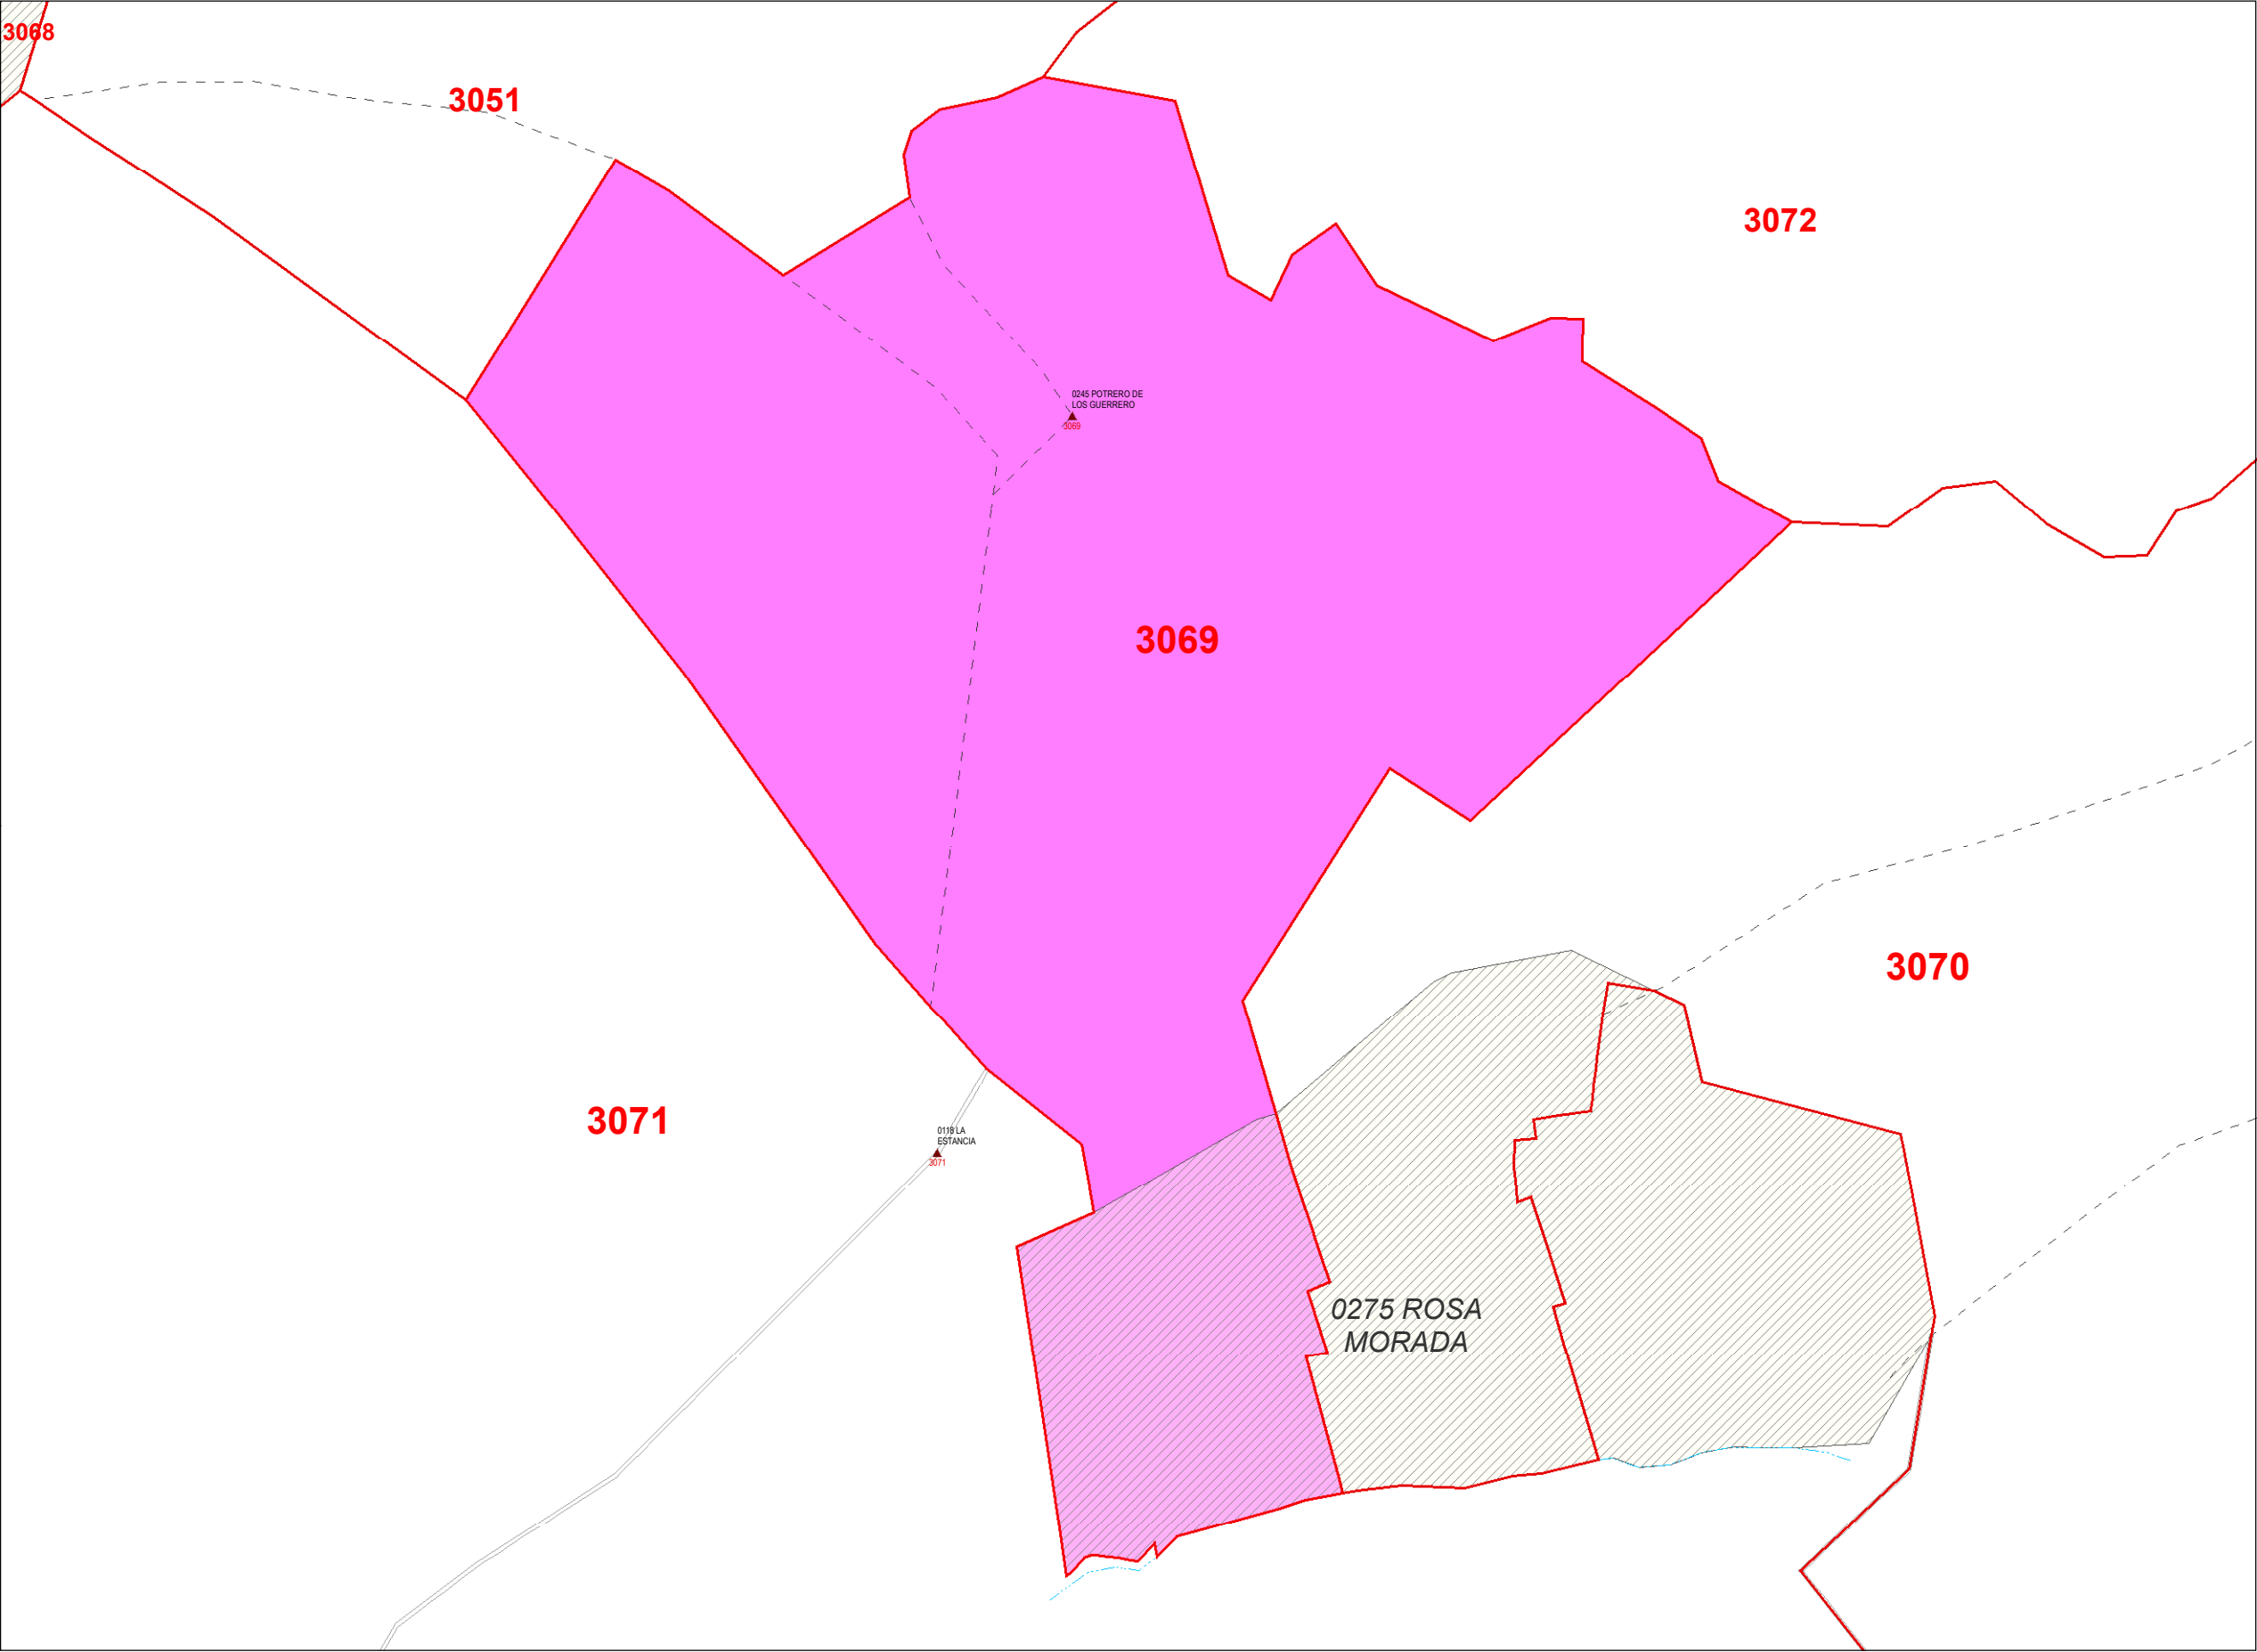 3068
3051
3072
0245 POTRERO DE
LOS GUERRERO
3069
3069
3070
3071
0118 LA
ESTANCIA
3071
0275 ROSA
MORADA